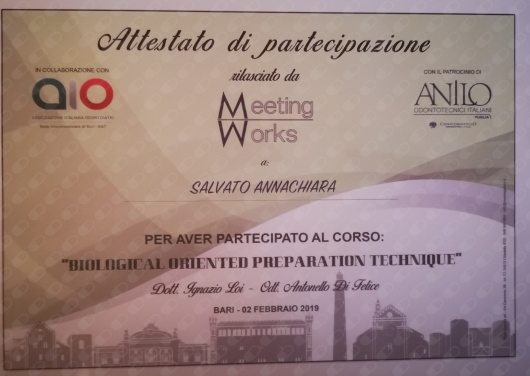 Attestato di partecipazione
rilasciato da
IN COLLABORAZIONE CON
aio
CON IL PATROCINIO DI
ANTLO
ODONTOTECNICI ITALIANI
Meeting
Works
a:
SALVATO ANNACHIARA
PER AVER PARTECIPATO AL CORSO:
"BIOLOGICAL ORIENTED PREPARATION TECHNIQUE"
Dott. Ignazio Loi - Odt. Antonello Di Felice
BARI - 02 FEBBRAIO 2019